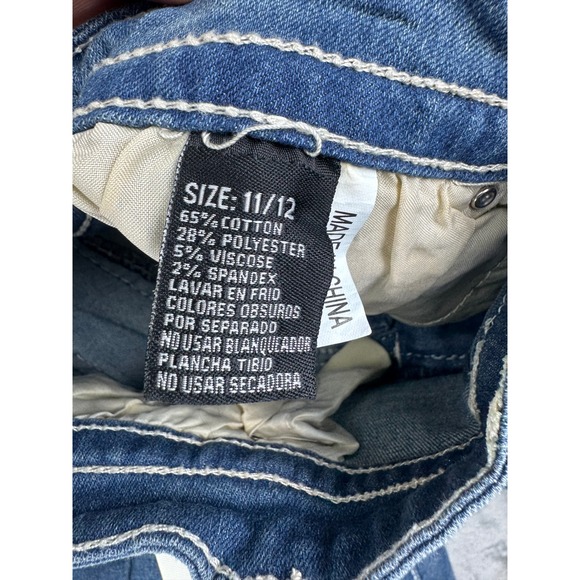 SIZE: 11/12
65% COTTON
28% POLYESTER
5% VISCOSE
2% SPANDEX
LAVAR EN FRIO
COLORES OBSUROS
POR SEPARADO
NO USAR BLANQUEADOR
PLANCHA TIBIO
NO USAR SECADORA
MADE CHINA